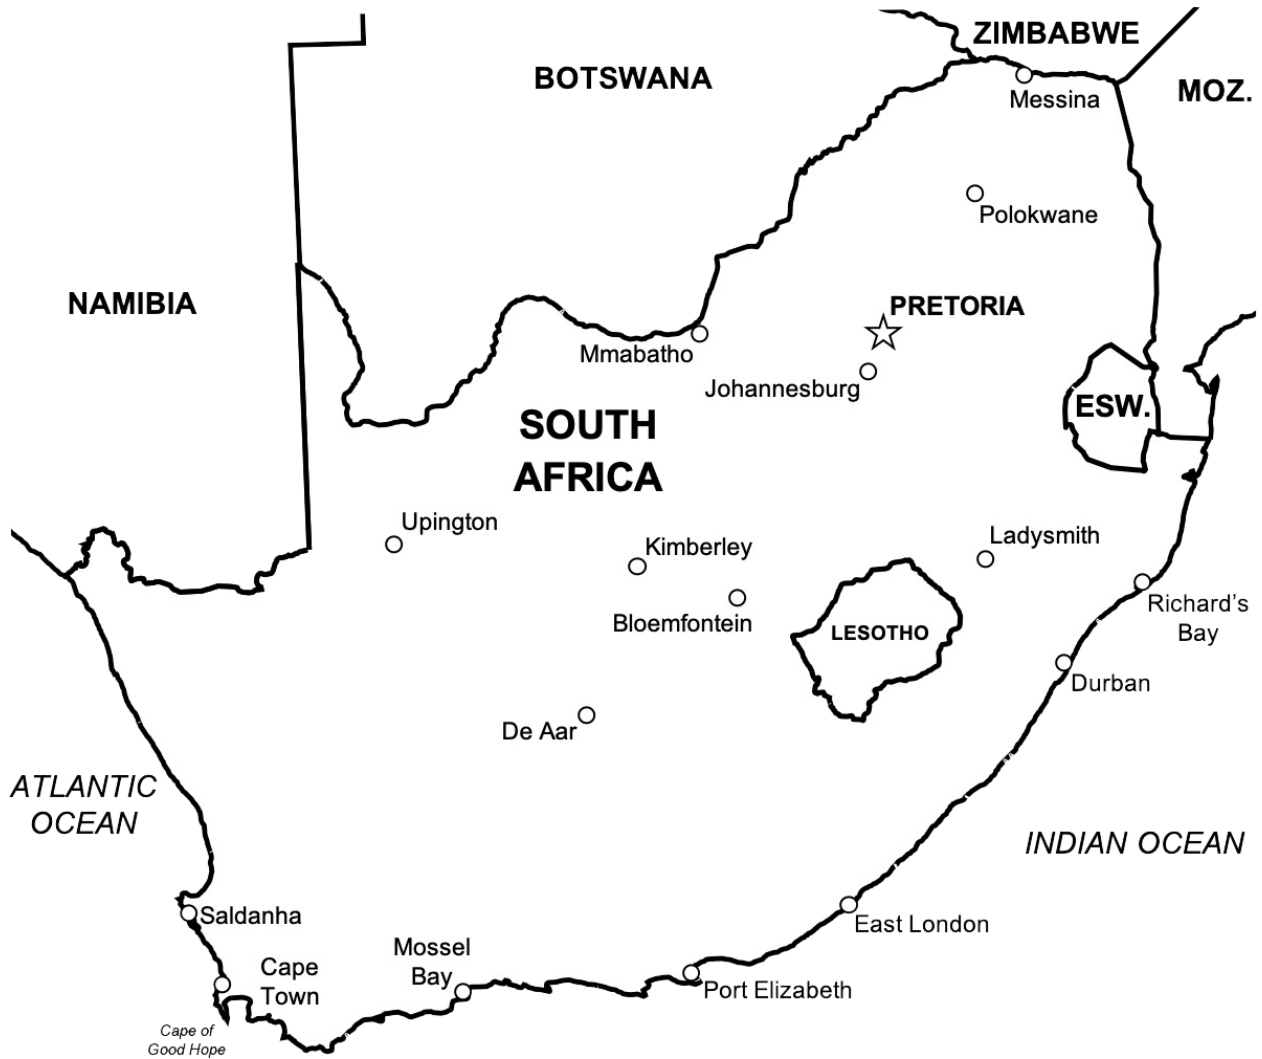 ZIMBABWE
BOTSWANA
MOZ.
Messina
Polokwane
NAMIBIA
PRETORIA
Mmabatho
Johannesburg
ESW.
SOUTH
AFRICA
Upington
Ladysmith
Kimberley
Richard's
Bay
Bloemfontein
LESOTHO
Durban
De Aar
ATLANTIC
OCEAN
INDIAN OCEAN
Saldanha
East London
Mossel
Bay
Cape
Town
Port Elizabeth
Cape of
Good Hope